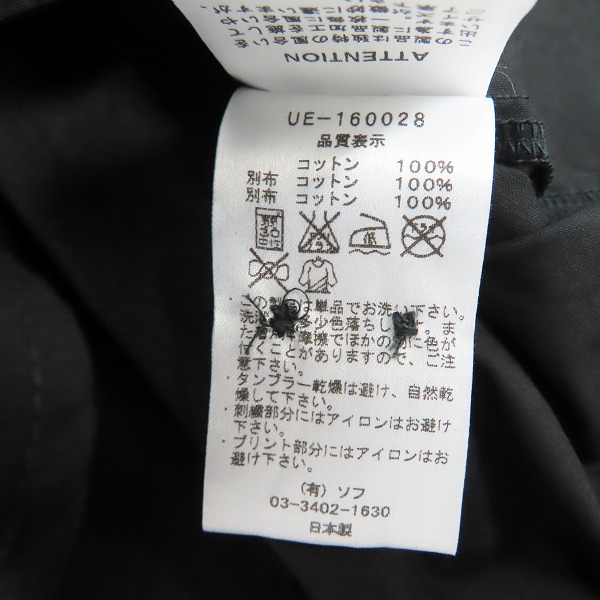 ATTENTION
UE-160028
品質表示
コットン 100%
別布 コットン 100%
別布 コットン 100%
低
・この製品は単品でお洗い下さい。
洗 多少色落ちし す。ま
た着用 摩擦でほかの物に色が
付くことがありますので、ご注
意下さい。
・タンブラー乾燥は避け、自然乾
燥して下さい。
・刺繍部分にはアイロンはお避け
下さい。
・プリント部分にはアイロンはお
避け下さい。
(有) ソフ
03-3402-1630
日本製